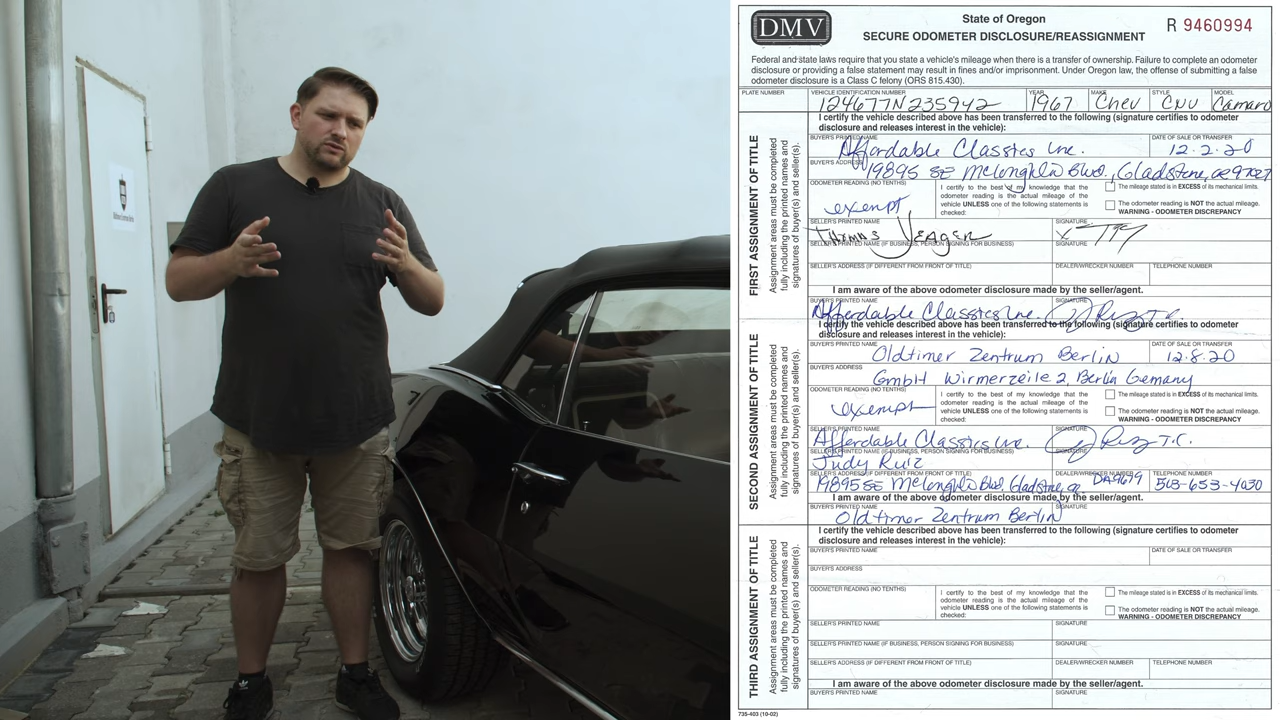 DMV
State of Oregon
SECURE ODOMETER DISCLOSURE/REASSIGNMENT
R 9460994
Federal and state laws require that you state a vehicle's mileage when there is a transfer of ownership. Failure to complete an odometer
disclosure or providing a false statement may result in fines and/or imprisonment. Under Oregon law, the offense of submitting a false
odometer disclosure is a Class C felony (ORS 815.430).
PLATE NUMBER VEHICLE IDENTIFICATION NUMBER YEAR MAKE STYLE MODEL
124677N235942 1967 Chev CNV Camaro
FIRST ASSIGNMENT OF TITLE
Assignment areas must be completed
fully including the printed names and
signatures of buyer(s) and seller(s).
I certify the vehicle described above has been transferred to the following (signature certifies to odometer
disclosure and releases interest in the vehicle):
BUYER'S PRINTED NAME DATE OF SALE OR TRANSFER
Affordable Classics Inc. 12.2.20
BUYER'S ADDRESS
19895 SE McLoughlin Blvd., Gladstone, OR 97027
ODOMETER READING (NO TENTHS)
exempt
I certify to the best of my knowledge that the
odometer reading is the actual mileage of the
vehicle UNLESS one of the following statements is
checked:
The mileage stated is in EXCESS of its mechanical limits.
The odometer reading is NOT the actual mileage.
WARNING - ODOMETER DISCREPANCY
SELLER'S PRINTED NAME SIGNATURE
Thomas Yeager
SELLER'S PRINTED NAME (IF BUSINESS, PERSON SIGNING FOR BUSINESS) SIGNATURE
SELLER'S ADDRESS (IF DIFFERENT FROM FRONT OF TITLE) DEALER/WRECKER NUMBER TELEPHONE NUMBER
I am aware of the above odometer disclosure made by the seller/agent.
BUYER'S PRINTED NAME SIGNATURE
Affordable Classics Inc.
SECOND ASSIGNMENT OF TITLE
Assignment areas must be completed
fully including the printed names and
signatures of buyer(s) and seller(s).
I certify the vehicle described above has been transferred to the following (signature certifies to odometer
disclosure and releases interest in the vehicle):
BUYER'S PRINTED NAME DATE OF SALE OR TRANSFER
Oldtimer Zentrum Berlin 12.8.20
BUYER'S ADDRESS
GmbH Wirmerzeile 2, Berlin Gemany
ODOMETER READING (NO TENTHS)
exempt
I certify to the best of my knowledge that the
odometer reading is the actual mileage of the
vehicle UNLESS one of the following statements is
checked:
The mileage stated is in EXCESS of its mechanical limits.
The odometer reading is NOT the actual mileage.
WARNING - ODOMETER DISCREPANCY
SELLER'S PRINTED NAME SIGNATURE
Affordable Classics Inc. T.C.
SELLER'S PRINTED NAME (IF BUSINESS, PERSON SIGNING FOR BUSINESS) SIGNATURE
Judy Ruiz
SELLER'S ADDRESS (IF DIFFERENT FROM FRONT OF TITLE) DEALER/WRECKER NUMBER TELEPHONE NUMBER
19895 SE McLoughlin Blvd. Gladstone, OR DA9679 503-653-4030
I am aware of the above odometer disclosure made by the seller/agent.
BUYER'S PRINTED NAME SIGNATURE
Oldtimer Zentrum Berlin
THIRD ASSIGNMENT OF TITLE
Assignment areas must be completed
fully including the printed names and
signatures of buyer(s) and seller(s).
I certify the vehicle described above has been transferred to the following (signature certifies to odometer
disclosure and releases interest in the vehicle):
BUYER'S PRINTED NAME DATE OF SALE OR TRANSFER
BUYER'S ADDRESS
ODOMETER READING (NO TENTHS)
I certify to the best of my knowledge that the
odometer reading is the actual mileage of the
vehicle UNLESS one of the following statements is
checked:
The mileage stated is in EXCESS of its mechanical limits.
The odometer reading is NOT the actual mileage.
WARNING - ODOMETER DISCREPANCY
SELLER'S PRINTED NAME SIGNATURE
SELLER'S PRINTED NAME (IF BUSINESS, PERSON SIGNING FOR BUSINESS) SIGNATURE
SELLER'S ADDRESS (IF DIFFERENT FROM FRONT OF TITLE) DEALER/WRECKER NUMBER TELEPHONE NUMBER
I am aware of the above odometer disclosure made by the seller/agent.
BUYER'S PRINTED NAME SIGNATURE
735-403 (10-02)